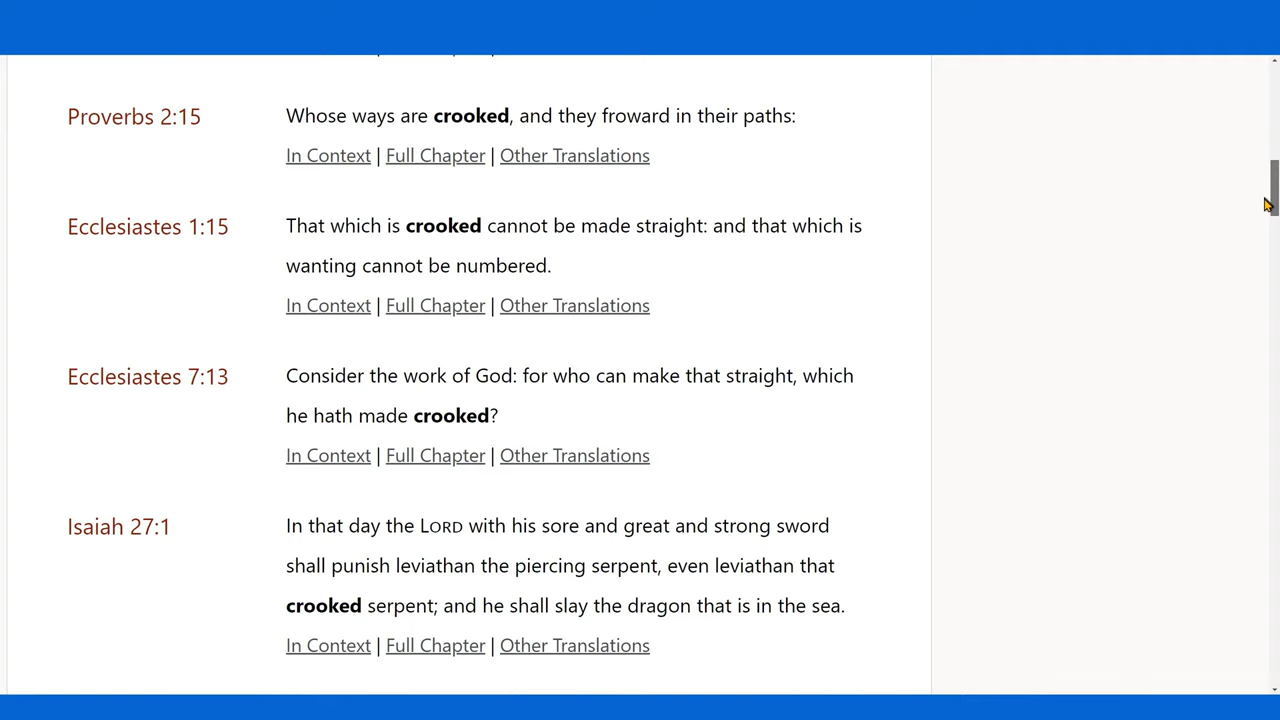 Proverbs 2:15
Whose ways are crooked, and they froward in their paths:
In Context | Full Chapter | Other Translations
Ecclesiastes 1:15
That which is crooked cannot be made straight: and that which is
wanting cannot be numbered.
In Context | Full Chapter | Other Translations
Ecclesiastes 7:13
Consider the work of God: for who can make that straight, which
he hath made crooked?
In Context | Full Chapter | Other Translations
Isaiah 27:1
In that day the LORD with his sore and great and strong sword
shall punish leviathan the piercing serpent, even leviathan that
crooked serpent; and he shall slay the dragon that is in the sea.
In Context | Full Chapter | Other Translations